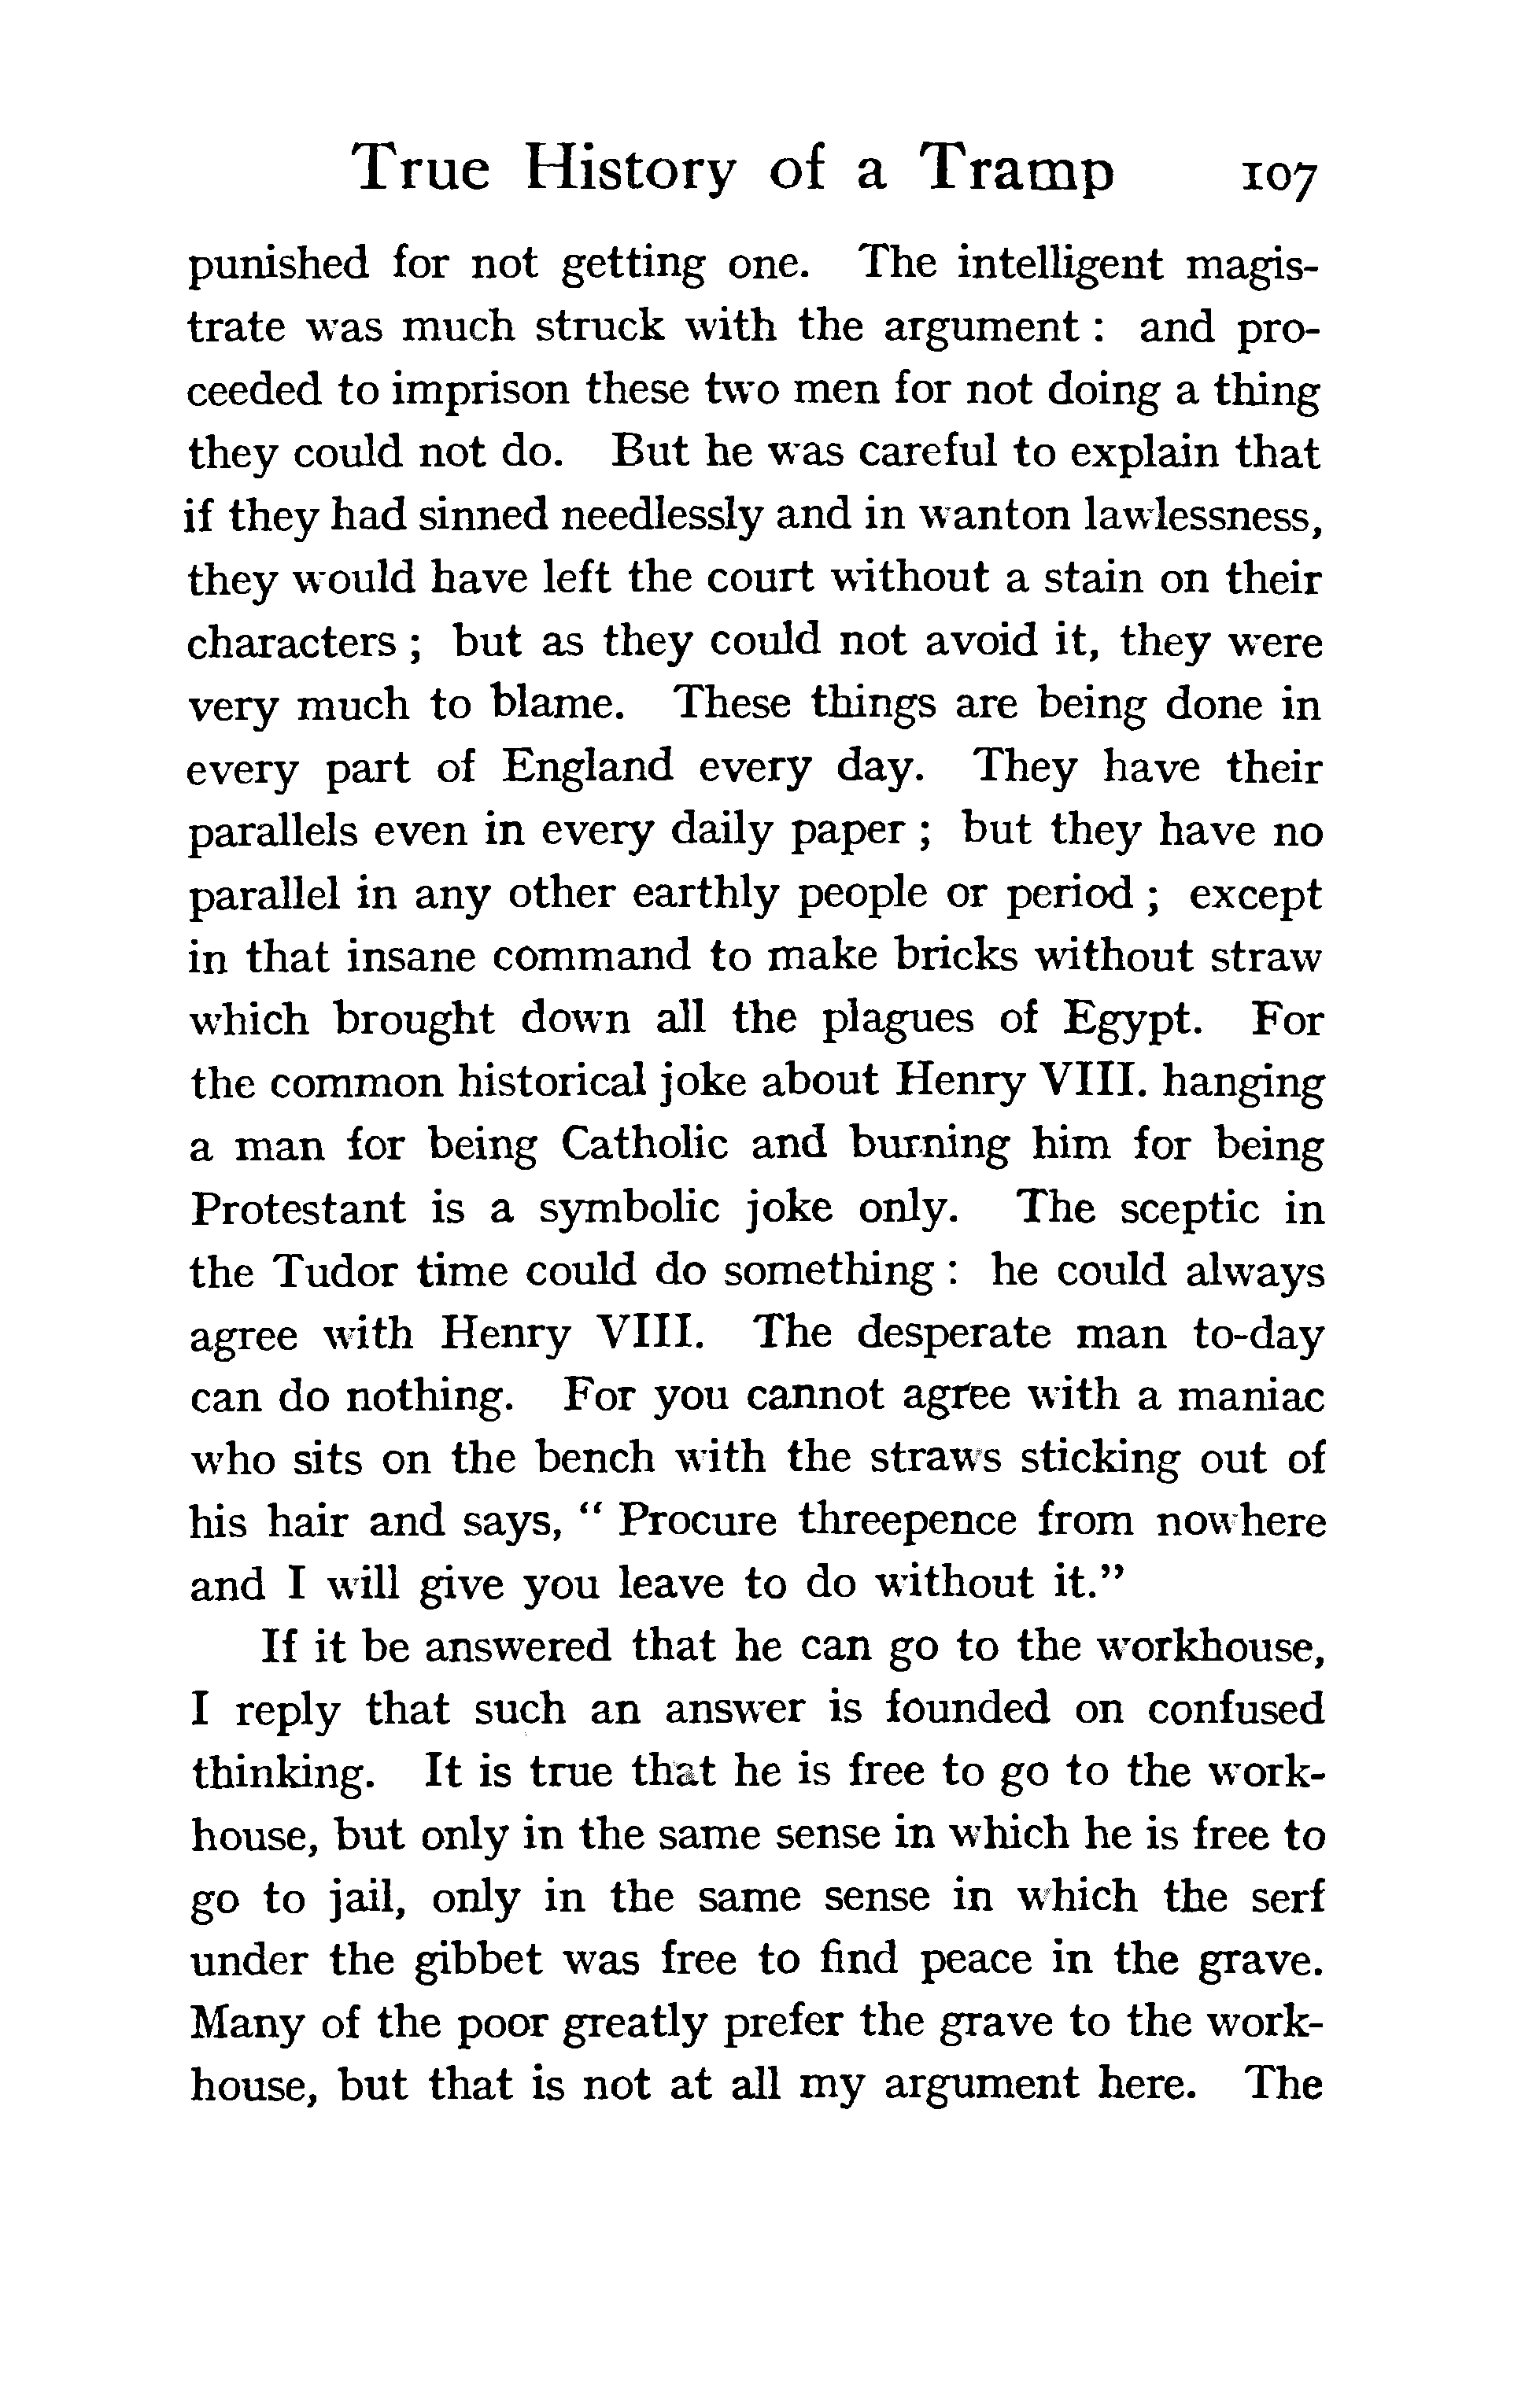 True History of a Tramp 107
punished for not getting one. The intelligent magis-
trate was much struck with the argument : and pro-
ceeded to imprison these two men for not doing a thing
they could not do. But he was careful to explain that
if they had sinned needlessly and in wanton lawlessness,
they would have left the court without a stain on their
characters ; but as they could not avoid it, they were
very much to blame. These things are being done in
every part of England every day. They have their
parallels even in every daily paper ; but they have no
parallel in any other earthly people or period ; except
in that insane command to make bricks without straw
which brought down all the plagues of Egypt. For
the common historical joke about Henry VIII. hanging
a man for being Catholic and burning him for being
Protestant is a symbolic joke only. The sceptic in
the Tudor time could do something : he could always
agree with Henry VIII. The desperate man to-day
can do nothing. For you cannot agree with a maniac
who sits on the bench with the straws sticking out of
his hair and says, “ Procure threepence from nowhere
and I will give you leave to do without it.”
If it be answered that he can go to the workhouse,
I reply that such an answer is founded on confused
thinking. It is true that he is free to go to the work-
house, but only in the same sense in which he is free to
go to jail, only in the same sense in which the serf
under the gibbet was free to find peace in the grave.
Many of the poor greatly prefer the grave to the work-
house, but that is not at all my argument here. The